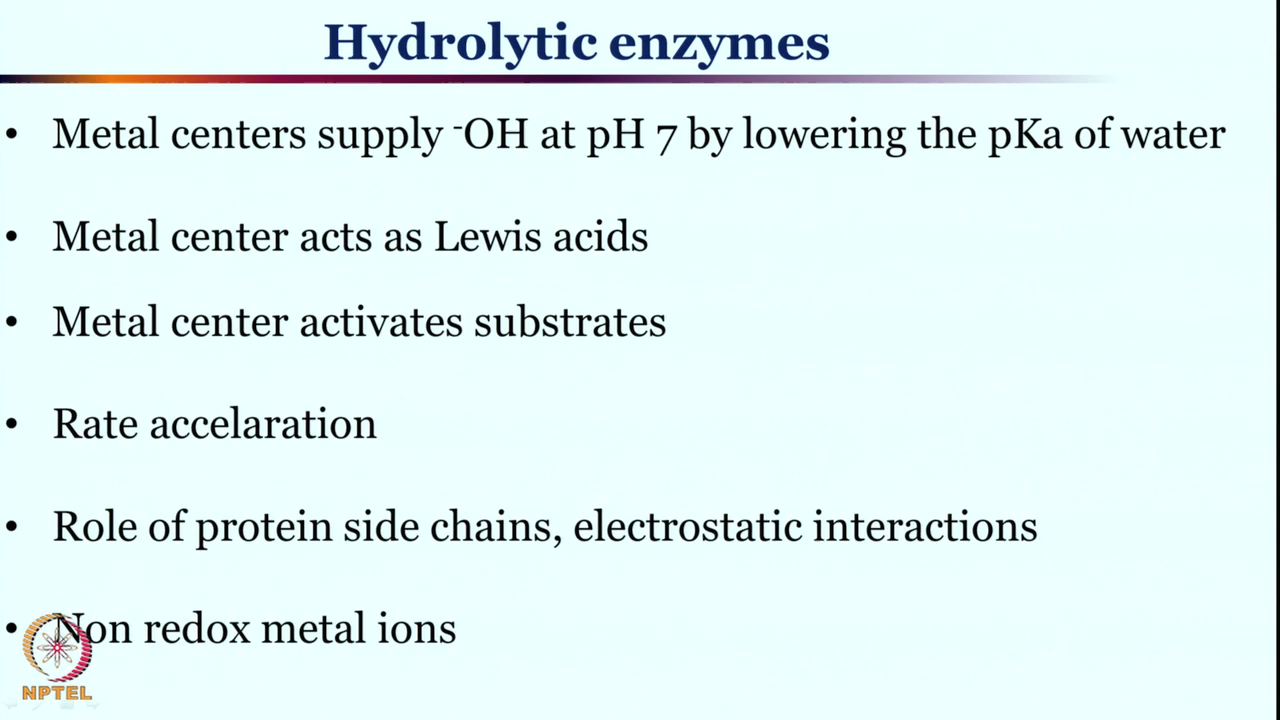 Hydrolytic enzymes
• Metal centers supply ⁻OH at pH 7 by lowering the pKa of water
• Metal center acts as Lewis acids
• Metal center activates substrates
• Rate accelaration
• Role of protein side chains, electrostatic interactions
• Non redox metal ions
NPTEL